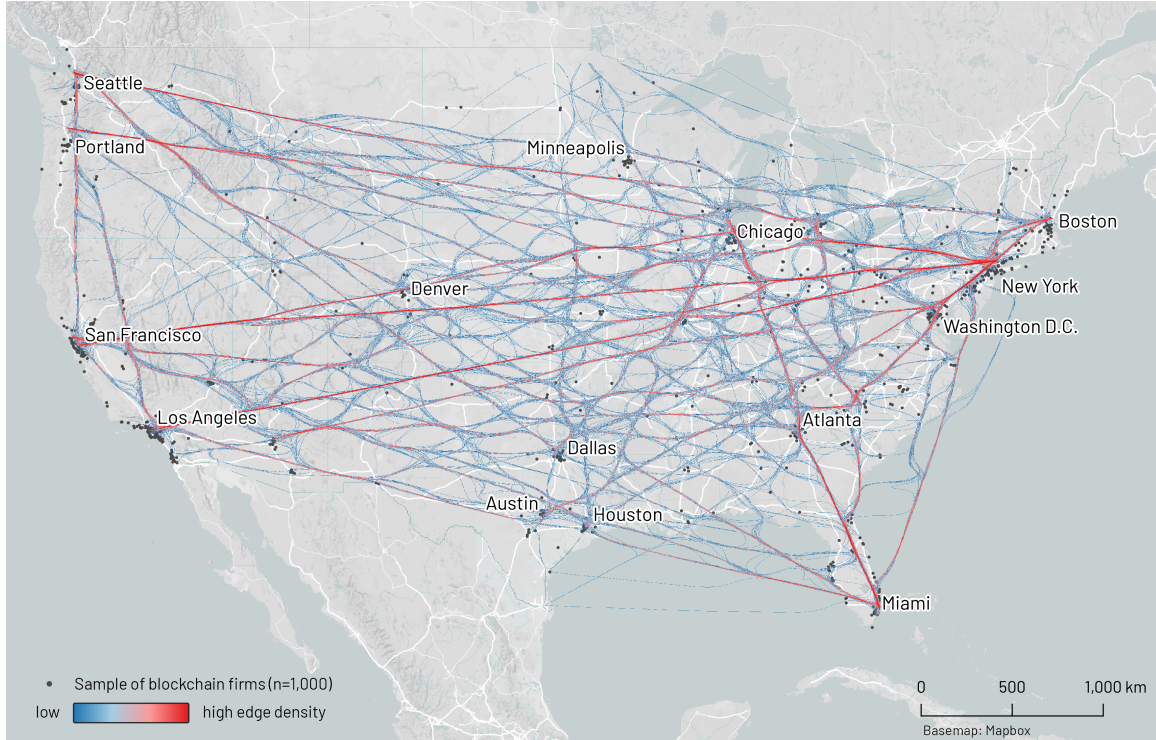 Seattle
Portland
Minneapolis
Boston
Chicago
New York
Denver
Washington D.C.
San Francisco
Los Angeles
Atlanta
Dallas
Austin
Houston
Miami
Sample of blockchain firms (n=1,000)
low
high edge density
0 500 1,000 km
Basemap: Mapbox